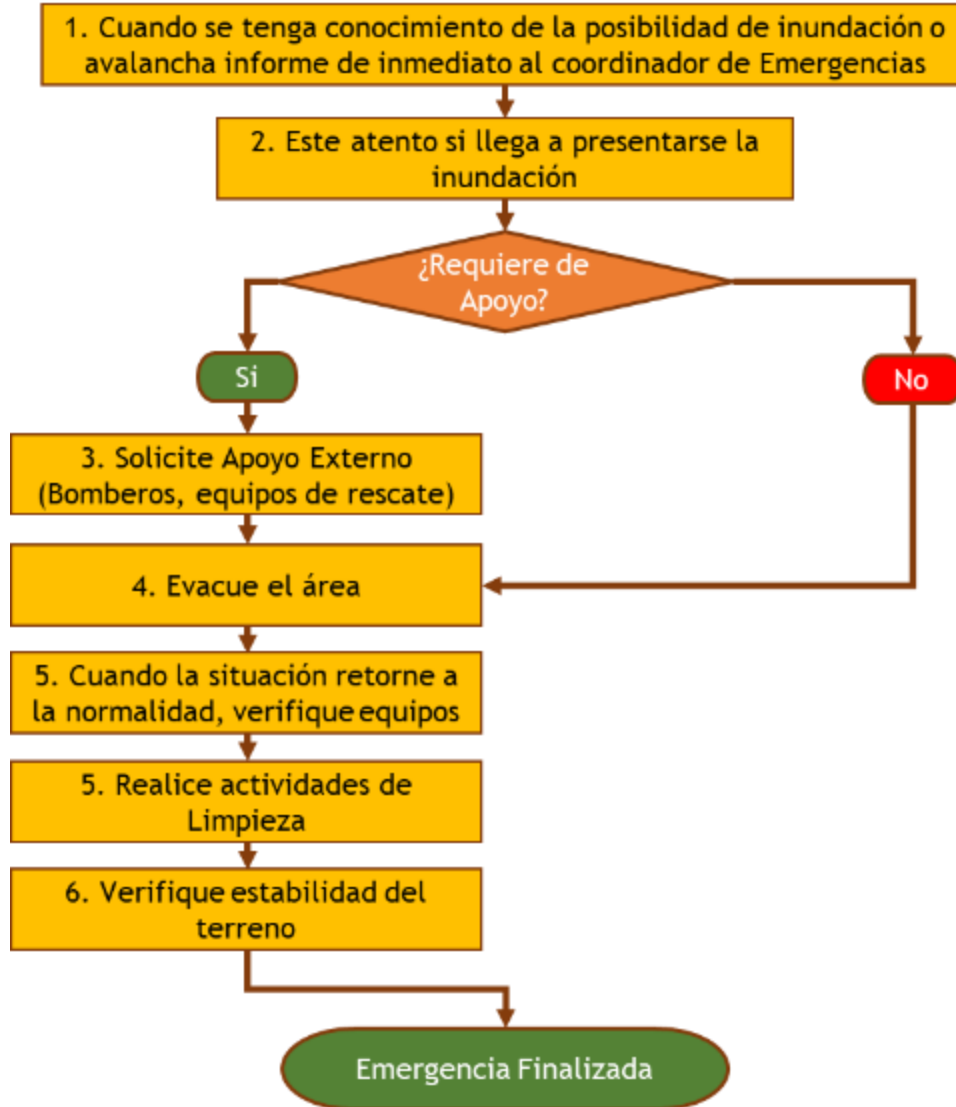 1. Cuando se tenga conocimiento de la posibilidad de inundación o
avalancha informe de inmediato al coordinador de Emergencias
2. Este atento si llega a presentarse la
inundación
¿Requiere de
Apoyo?
Si
No
3. Solicite Apoyo Externo
(Bomberos, equipos de rescate)
4. Evacue el área
5. Cuando la situación retorne a
la normalidad, verifique equipos
5. Realice actividades de
Limpieza
6. Verifique estabilidad del
terreno
Emergencia Finalizada